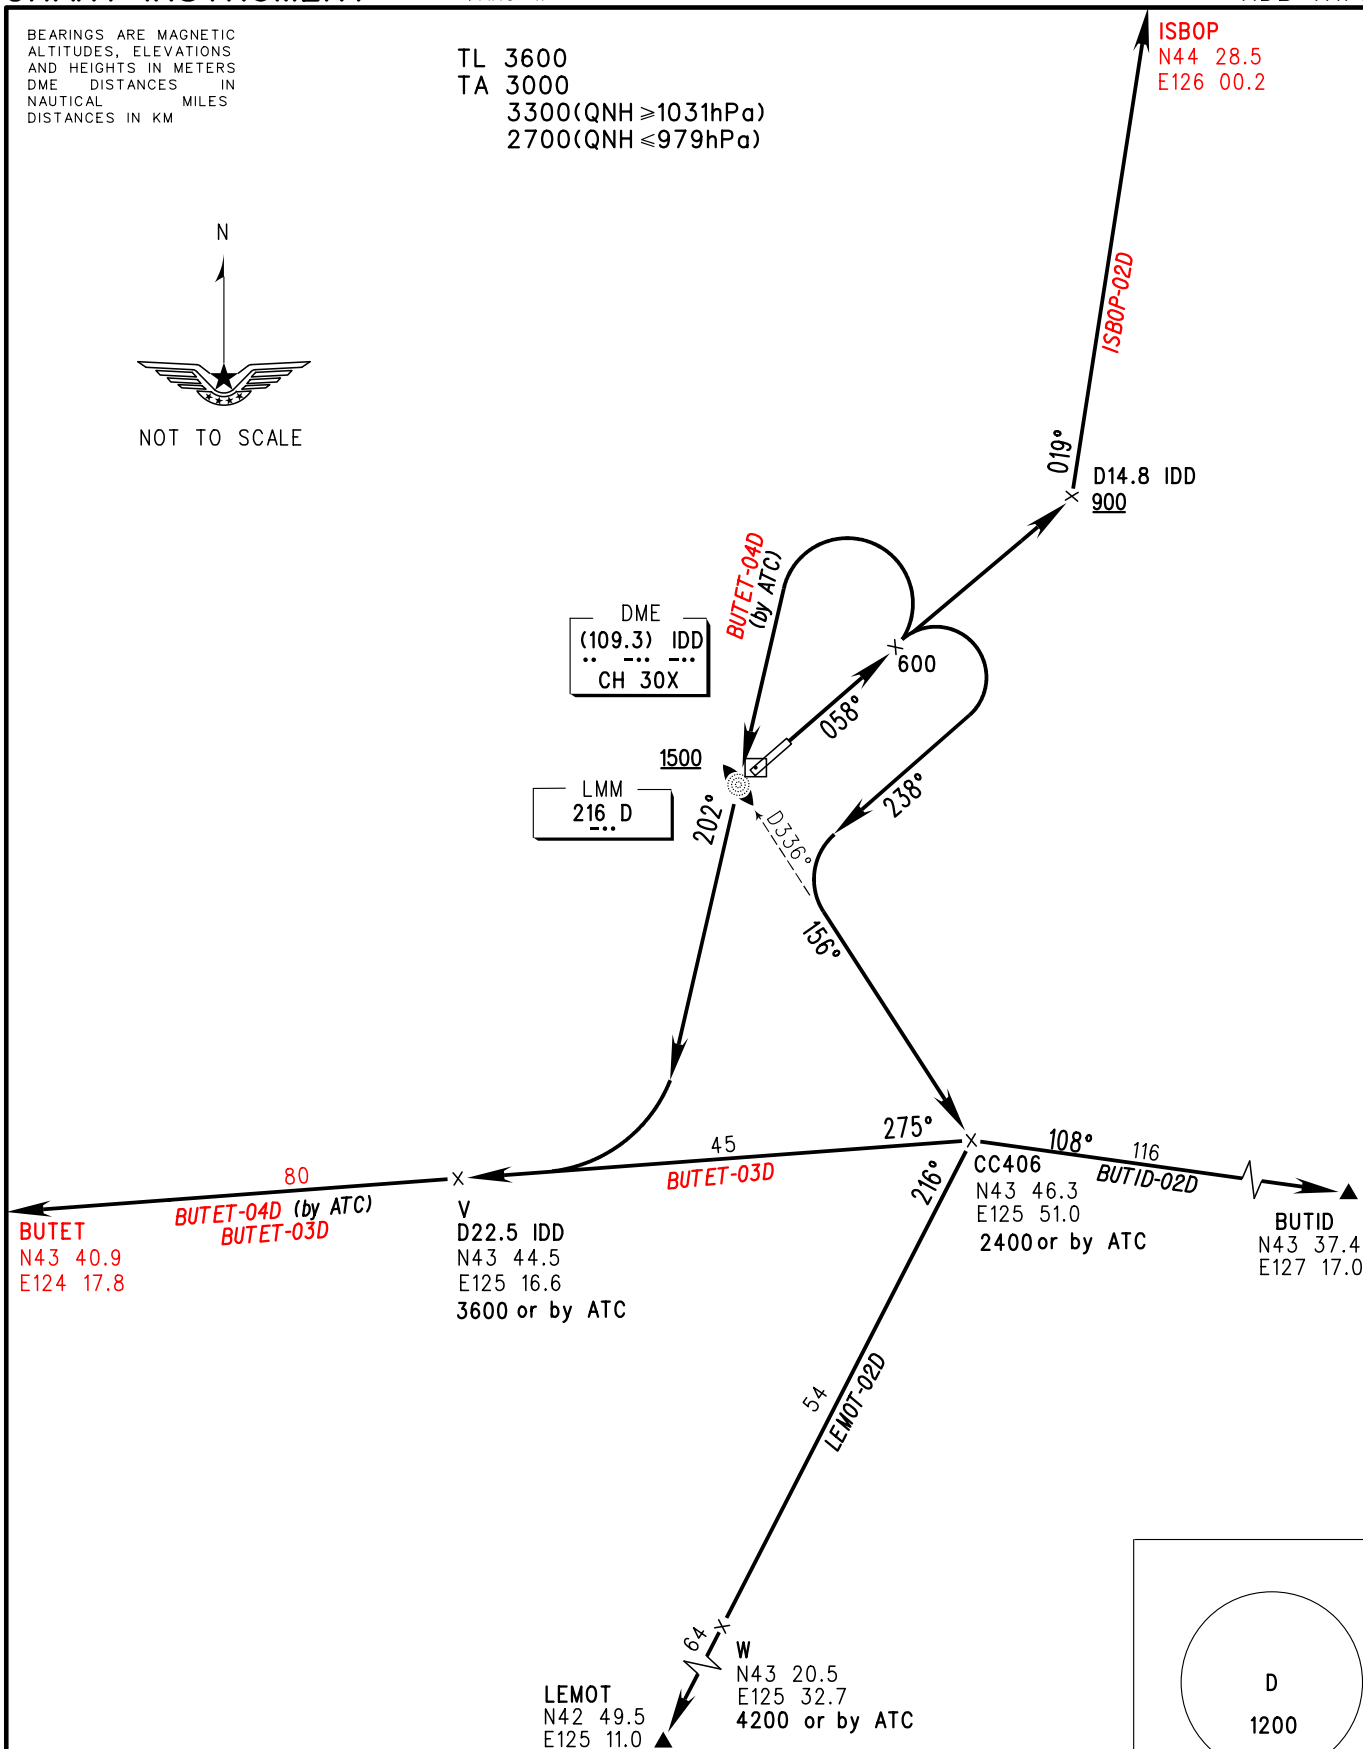 BEARINGS ARE MAGNETIC
ALTITUDES, ELEVATIONS
AND HEIGHTS IN METERS
DME DISTANCES IN
NAUTICAL MILES
DISTANCES IN KM
TL 3600
TA 3000
3300(QNH ≥1031hPa)
2700(QNH ≤979hPa)
ISBOP
N44 28.5
E126 00.2
N
NOT TO SCALE
ISBOP-02D
019°
D14.8 IDD
900
BUTET-04D
(by ATC)
DME
(109.3) IDD
·· –·· –··
CH 30X
600
058°
1500
LMM
216 D
–··
202°
D336°
238°
156°
275°
45
BUTET-03D
108°
116
BUTID-02D
216°
CC406
N43 46.3
E125 51.0
2400 or by ATC
BUTID
N43 37.4
E127 17.0
80
BUTET-04D (by ATC)
BUTET-03D
BUTET
N43 40.9
E124 17.8
V
D22.5 IDD
N43 44.5
E125 16.6
3600 or by ATC
54
LEMOT-02D
64
W
N43 20.5
E125 32.7
4200 or by ATC
LEMOT
N42 49.5
E125 11.0
D
1200